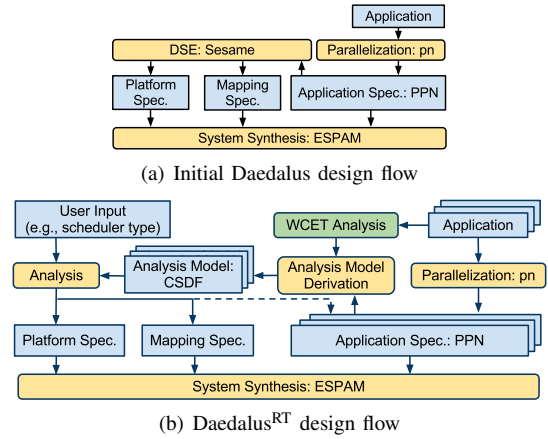 Application
DSE: Sesame
Parallelization: pn
Platform
Spec.
Mapping
Spec.
Application Spec.: PPN
System Synthesis: ESPAM
(a) Initial Daedalus design flow
User Input
(e.g., scheduler type)
WCET Analysis
Application
Analysis
Analysis Model:
CSDF
Analysis Model
Derivation
Parallelization: pn
Platform Spec.
Mapping Spec.
Application Spec.: PPN
System Synthesis: ESPAM
(b) Daedalus^RT design flow